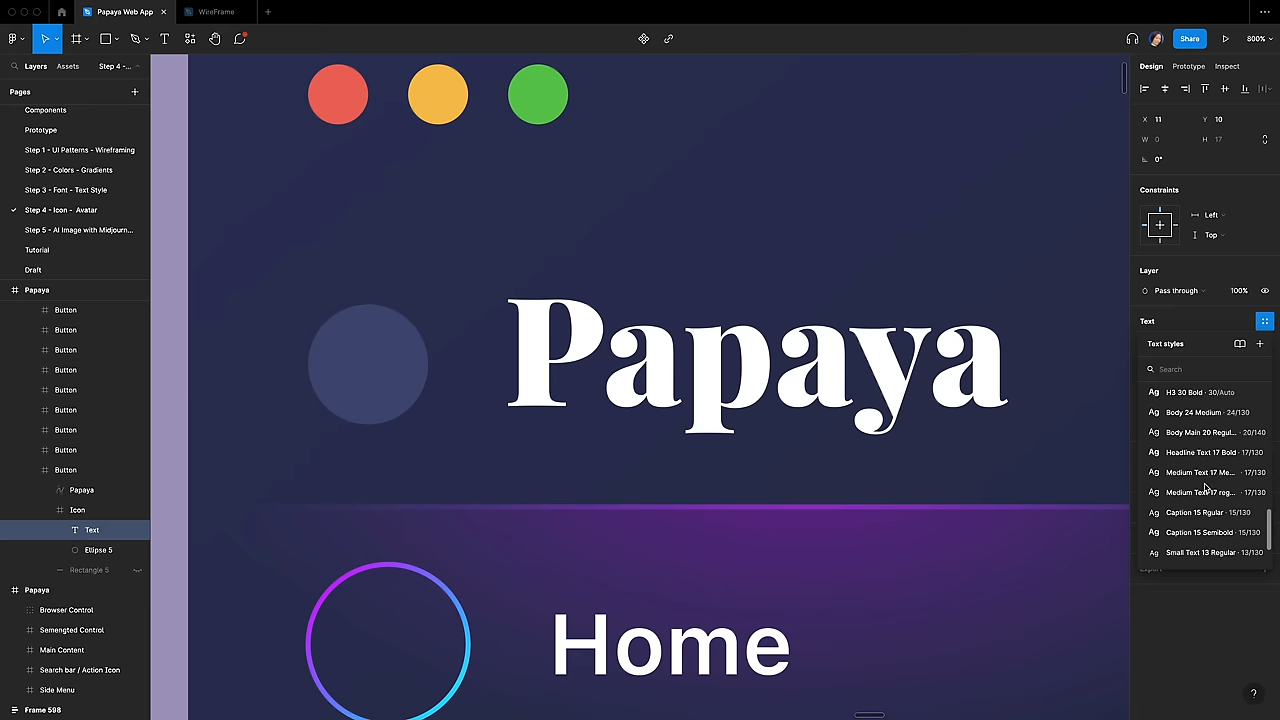 Papaya Web App
WireFrame
Share
800%
Layers
Assets
Step 4 -...
Design
Prototype
Inspect
Pages
Components
Prototype
Step 1 - UI Patterns - Wireframing
Step 2 - Colors - Gradients
Step 3 - Font - Text Style
Step 4 - Icon - Avatar
Step 5 - AI Image with Midjourn...
Tutorial
Draft
Papaya
Button
Button
Button
Button
Button
Button
Button
Button
Button
Papaya
Icon
Text
Ellipse 5
Rectangle 5
Papaya
Browser Control
Semengted Control
Main Content
Search bar / Action Icon
Side Menu
Frame 598
Papaya
Home
X 11 Y 10
W 0 H 17
0°
Constraints
Left
Top
Layer
Pass through 100%
Text
Text styles
Search
Ag H3 30 Bold · 30/Auto
Ag Body 24 Medium · 24/130
Ag Body Main 20 Regul... · 20/140
Ag Headline Text 17 Bold · 17/130
Ag Medium Text 17 Me... · 17/130
Ag Medium Text 17 reg... · 17/130
Ag Caption 15 Rgular · 15/130
Ag Caption 15 Semibold · 15/130
Ag Small Text 13 Regular · 13/130
Export
?